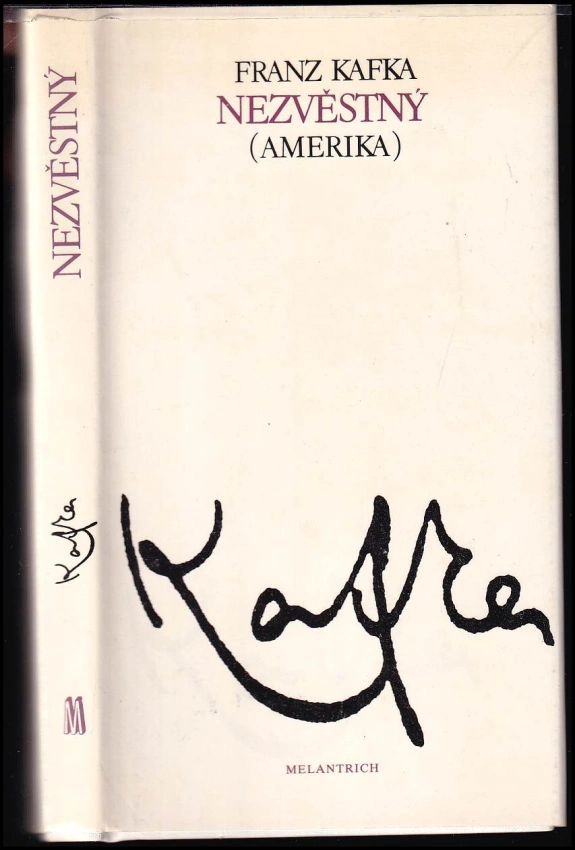 FRANZ KAFKA
NEZVĚSTNÝ
(AMERIKA)
Kafka
MELANTRICH
NEZVĚSTNÝ
Kafka
M